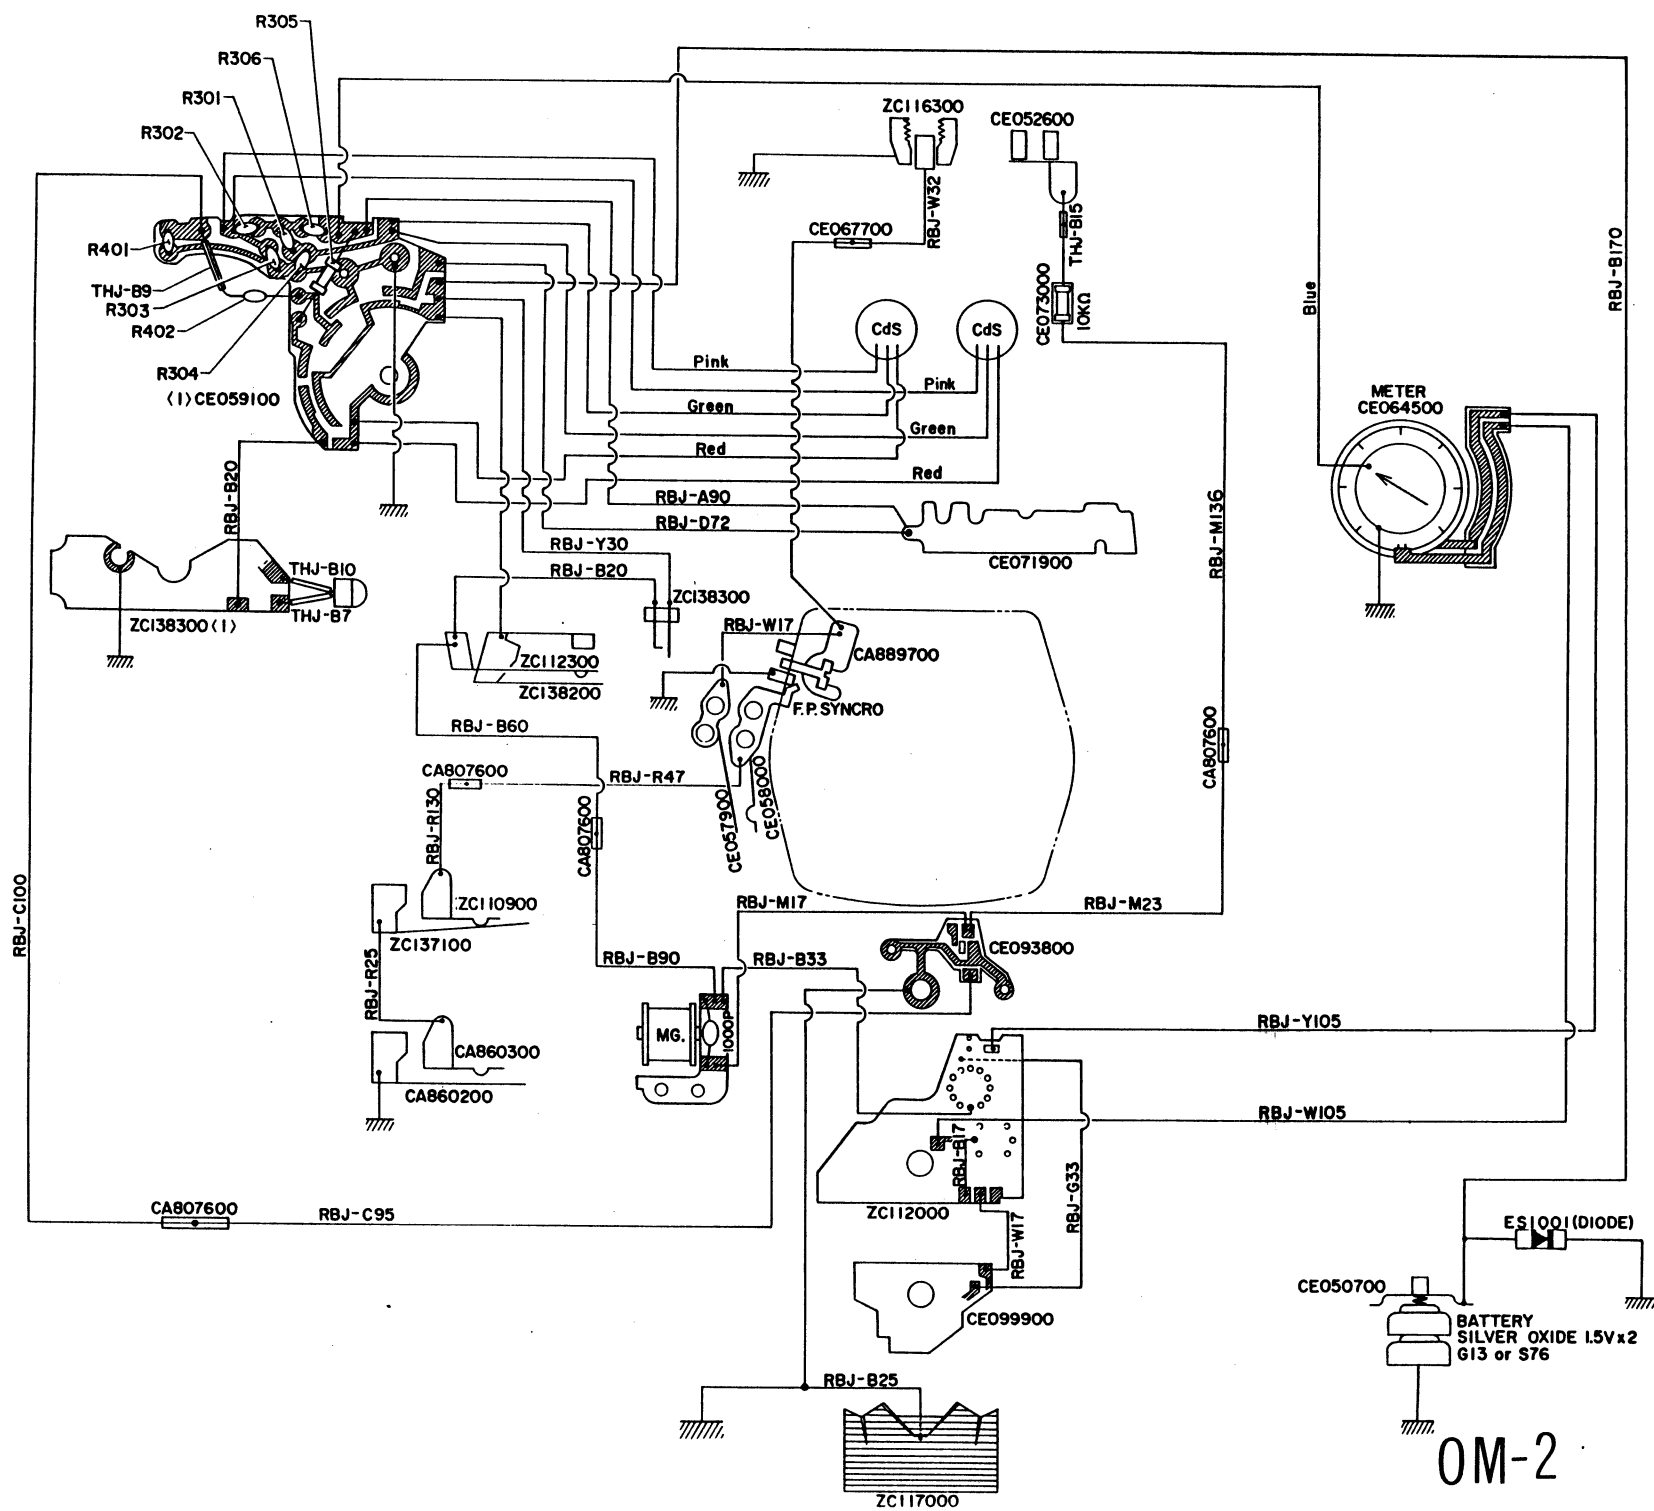 R305
R306
R301
R302
R401
THJ-B9
R303
R402
R304
(1)CE059100
ZC116300
CE052600
CE067700
RBJ-W32
THJ-B15
CE073000
10KΩ
Blue
RBJ-B170
CdS
CdS
Pink
Pink
Green
Green
Red
Red
METER
CE064500
RBJ-A90
RBJ-D72
RBJ-Y30
RBJ-B20
CE071900
RBJ-M136
RBJ-B20
THJ-B10
THJ-B7
ZC138300(1)
ZC138300
RBJ-W17
CA889700
ZC112300
ZC138200
F.P.SYNCRO
RBJ-B60
CA807600
RBJ-R47
CE057900
CE058000
CA807600
CA807600
RBJ-R130
RBJ-C100
ZC110900
ZC137100
RBJ-R25
RBJ-M17
RBJ-M23
CE093800
RBJ-B90
RBJ-B33
MG.
1000P
CA860300
CA860200
RBJ-Y105
RBJ-W105
RBJ-B17
RBJ-G33
CA807600
RBJ-C95
ZC112000
RBJ-W17
CE099900
ES1001(DIODE)
CE050700
BATTERY
SILVER OXIDE 1.5V×2
G13 or S76
RBJ-B25
ZC117000
OM-2